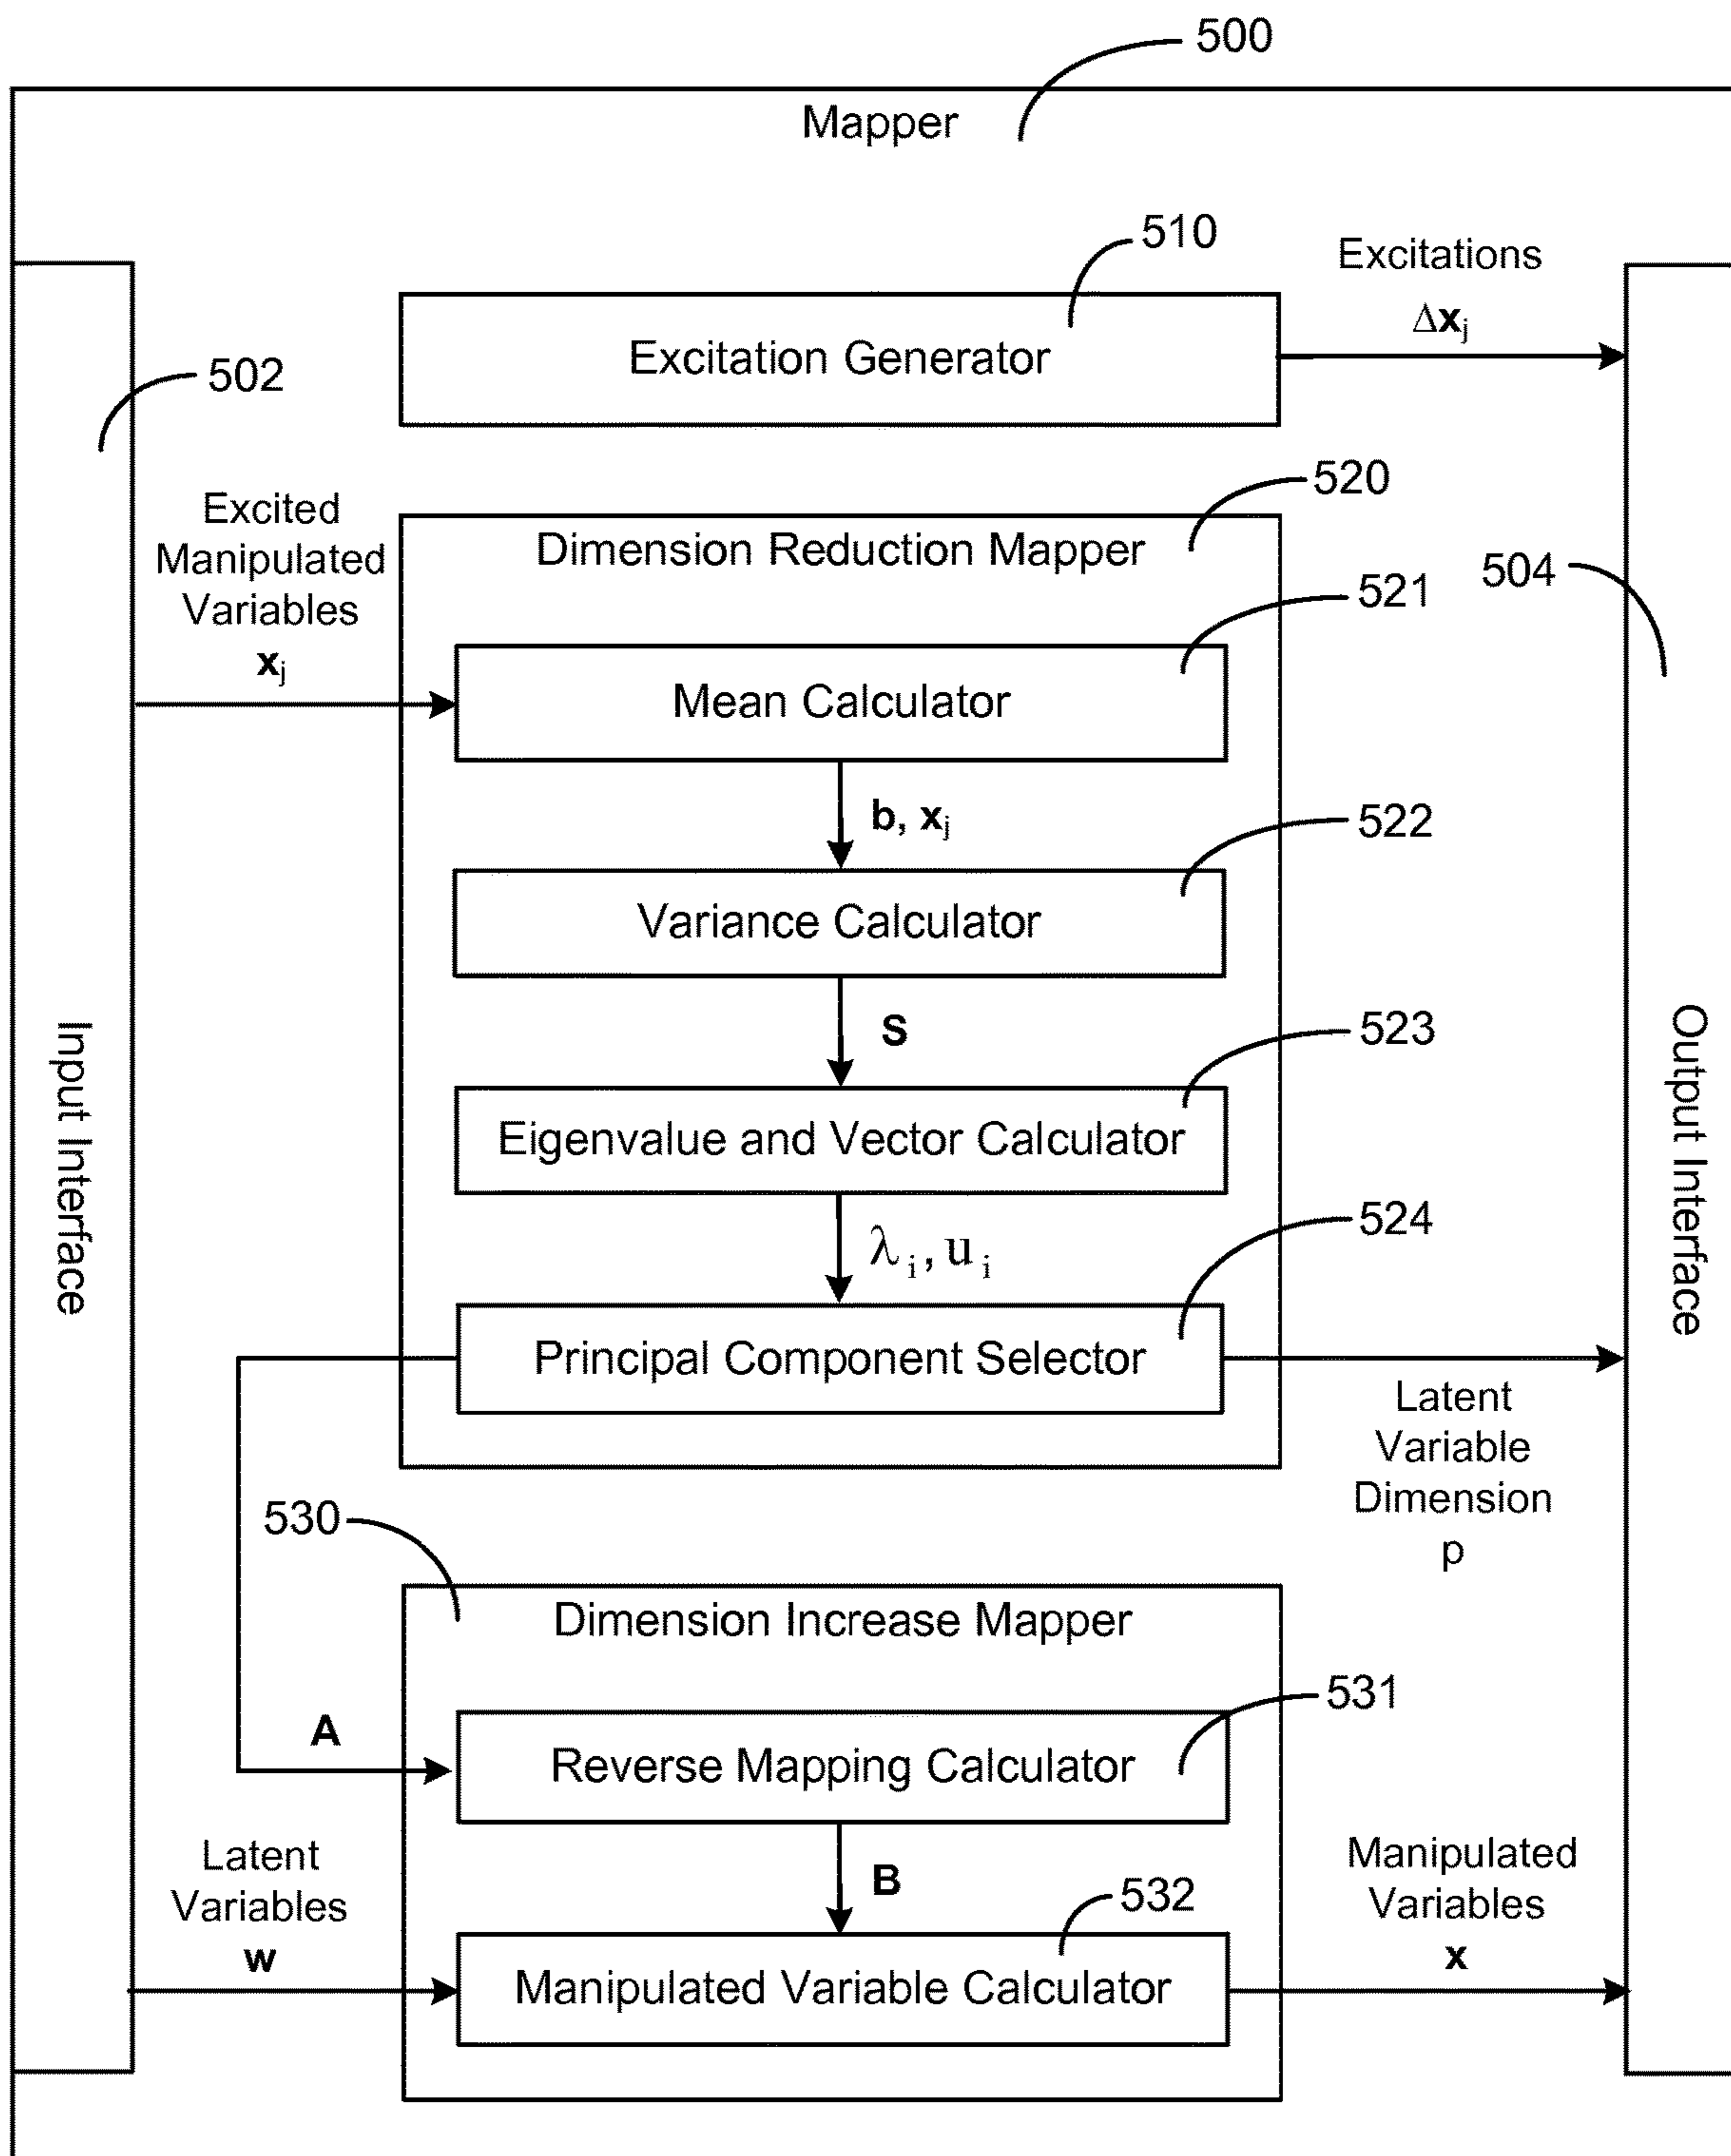 500
Mapper
510
Excitations
Δxj
Excitation Generator
502
Excited
Manipulated
Variables
xj
520
Dimension Reduction Mapper
504
521
Mean Calculator
b, xj
522
Variance Calculator
S
523
Eigenvalue and Vector Calculator
λi, ui
524
Principal Component Selector
Latent
Variable
Dimension
p
Input Interface
Output Interface
530
Dimension Increase Mapper
531
A
Reverse Mapping Calculator
B
532
Latent
Variables
w
Manipulated Variable Calculator
Manipulated
Variables
x